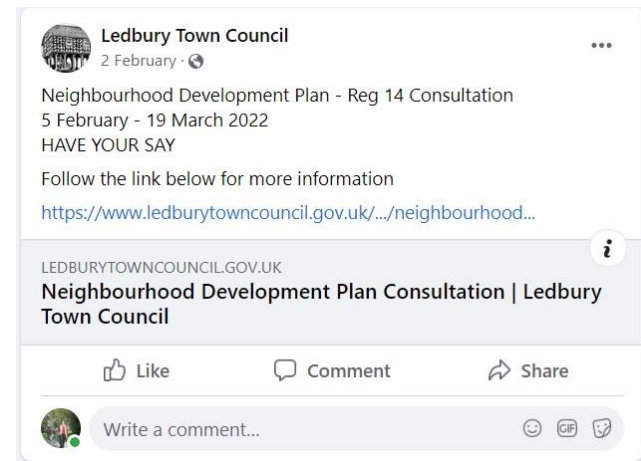 Ledbury Town Council
2 February ·
Neighbourhood Development Plan - Reg 14 Consultation
5 February - 19 March 2022
HAVE YOUR SAY
Follow the link below for more information
https://www.ledburytowncouncil.gov.uk/.../neighbourhood...
LEDBURYTOWNCOUNCIL.GOV.UK
Neighbourhood Development Plan Consultation | Ledbury
Town Council
Like Comment Share
Write a comment...
GIF